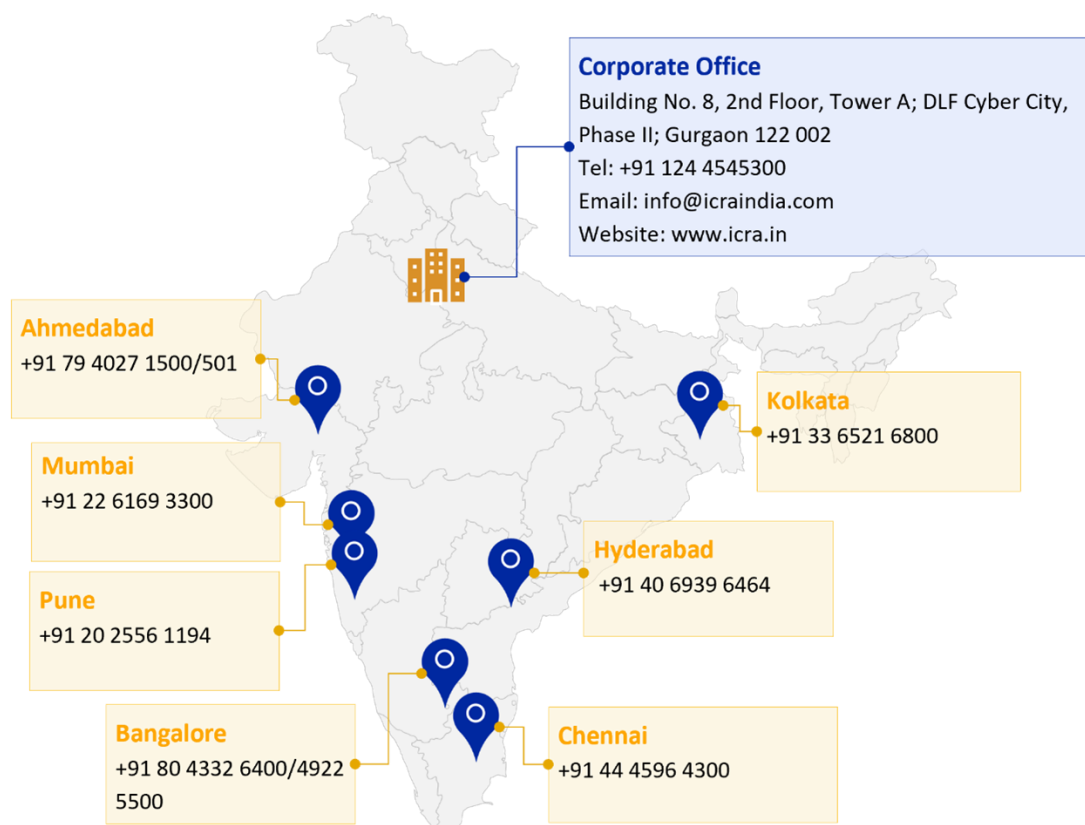 Corporate Office
Building No. 8, 2nd Floor, Tower A; DLF Cyber City,
Phase II; Gurgaon 122 002
Tel: +91 124 4545300
Email: info@icraindia.com
Website: www.icra.in
Ahmedabad
+91 79 4027 1500/501
Kolkata
+91 33 6521 6800
Mumbai
+91 22 6169 3300
Hyderabad
+91 40 6939 6464
Pune
+91 20 2556 1194
Bangalore
+91 80 4332 6400/4922
5500
Chennai
+91 44 4596 4300